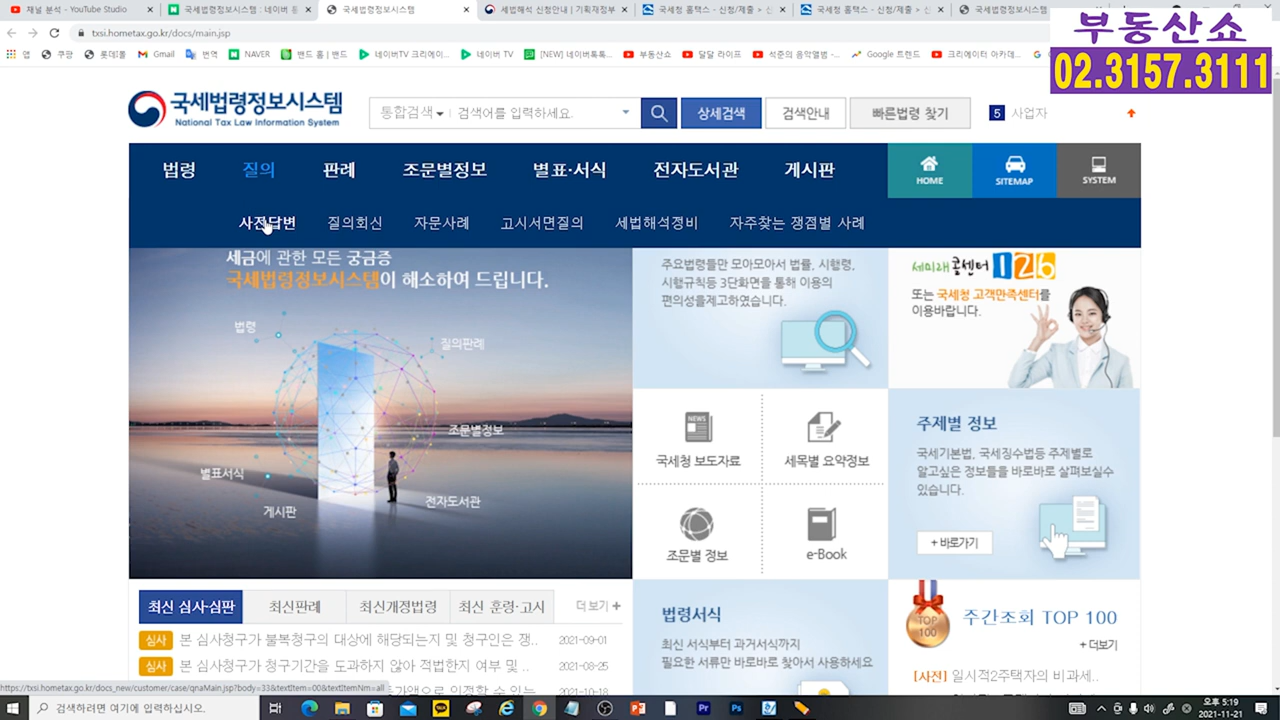 채널 분석 - YouTube Studio
국세법령정보시스템 : 네이버 통
국세법령정보시스템
세법해석 신청안내 | 기획재정부
국세청 홈택스 - 신청/제출 > 신
국세청 홈택스 - 신청/제출 > 신
국세법령정보시스템
txsi.hometax.go.kr/docs/main.jsp
앱
쿠팡
롯데몰
Gmail
번역
NAVER
밴드 홈 | 밴드
네이버TV 크리에이...
네이버 TV
[NEW] 네이버톡톡...
부동산쇼
달달 라이프
석준의 음악앨범 -...
Google 트렌드
크리에이터 아카데...
부동산쇼
02.3157.3111
국세법령정보시스템
National Tax Law Information System
통합검색
검색어를 입력하세요.
상세검색
검색안내
빠른법령 찾기
5 사업자
법령
질의
판례
조문별정보
별표·서식
전자도서관
게시판
HOME
SITEMAP
SYSTEM
사전답변
질의회신
자문사례
고시서면질의
세법해석정비
자주찾는 쟁점별 사례
세금에 관한 모든 궁금증
국세법령정보시스템이 해소하여 드립니다.
법령
질의판례
조문별정보
별표서식
전자도서관
게시판
주요법령들만 모아모아서 법률, 시행령,
시행규칙등 3단화면을 통해 이용의
편의성을제고하였습니다.
세미래 콜센터 126
또는 국세청 고객만족센터를
이용바랍니다.
NEWS
국세청 보도자료
세목별 요약정보
조문별 정보
e-Book
주제별 정보
국세기본법, 국세징수법등 주제별로
알고싶은 정보들을 바로바로 살펴보실수
있습니다.
+ 바로가기
최신 심사·심판
최신판례
최신개정법령
최신 훈령·고시
더 보기 +
심사 본 심사청구가 불복청구의 대상에 해당되는지 및 청구인은 쟁.. 2021-09-01
심사 본 심사청구가 청구기간을 도과하지 않아 적법한지 여부 및 .. 2021-08-25
2021-10-18
법령서식
최신 서식부터 과거서식까지
필요한 서류만 바로바로 찾아서 사용하세요
TOP 100
주간조회 TOP 100
+더보기
[사전] 일시적2주택자의 비과세..
https://txsi.hometax.go.kr/docs_new/customer/case/qnaMain.jsp?body=33&textItem=00&textItemNm=all
검색하려면 여기에 입력하십시오.
오후 5:19
2021-11-21